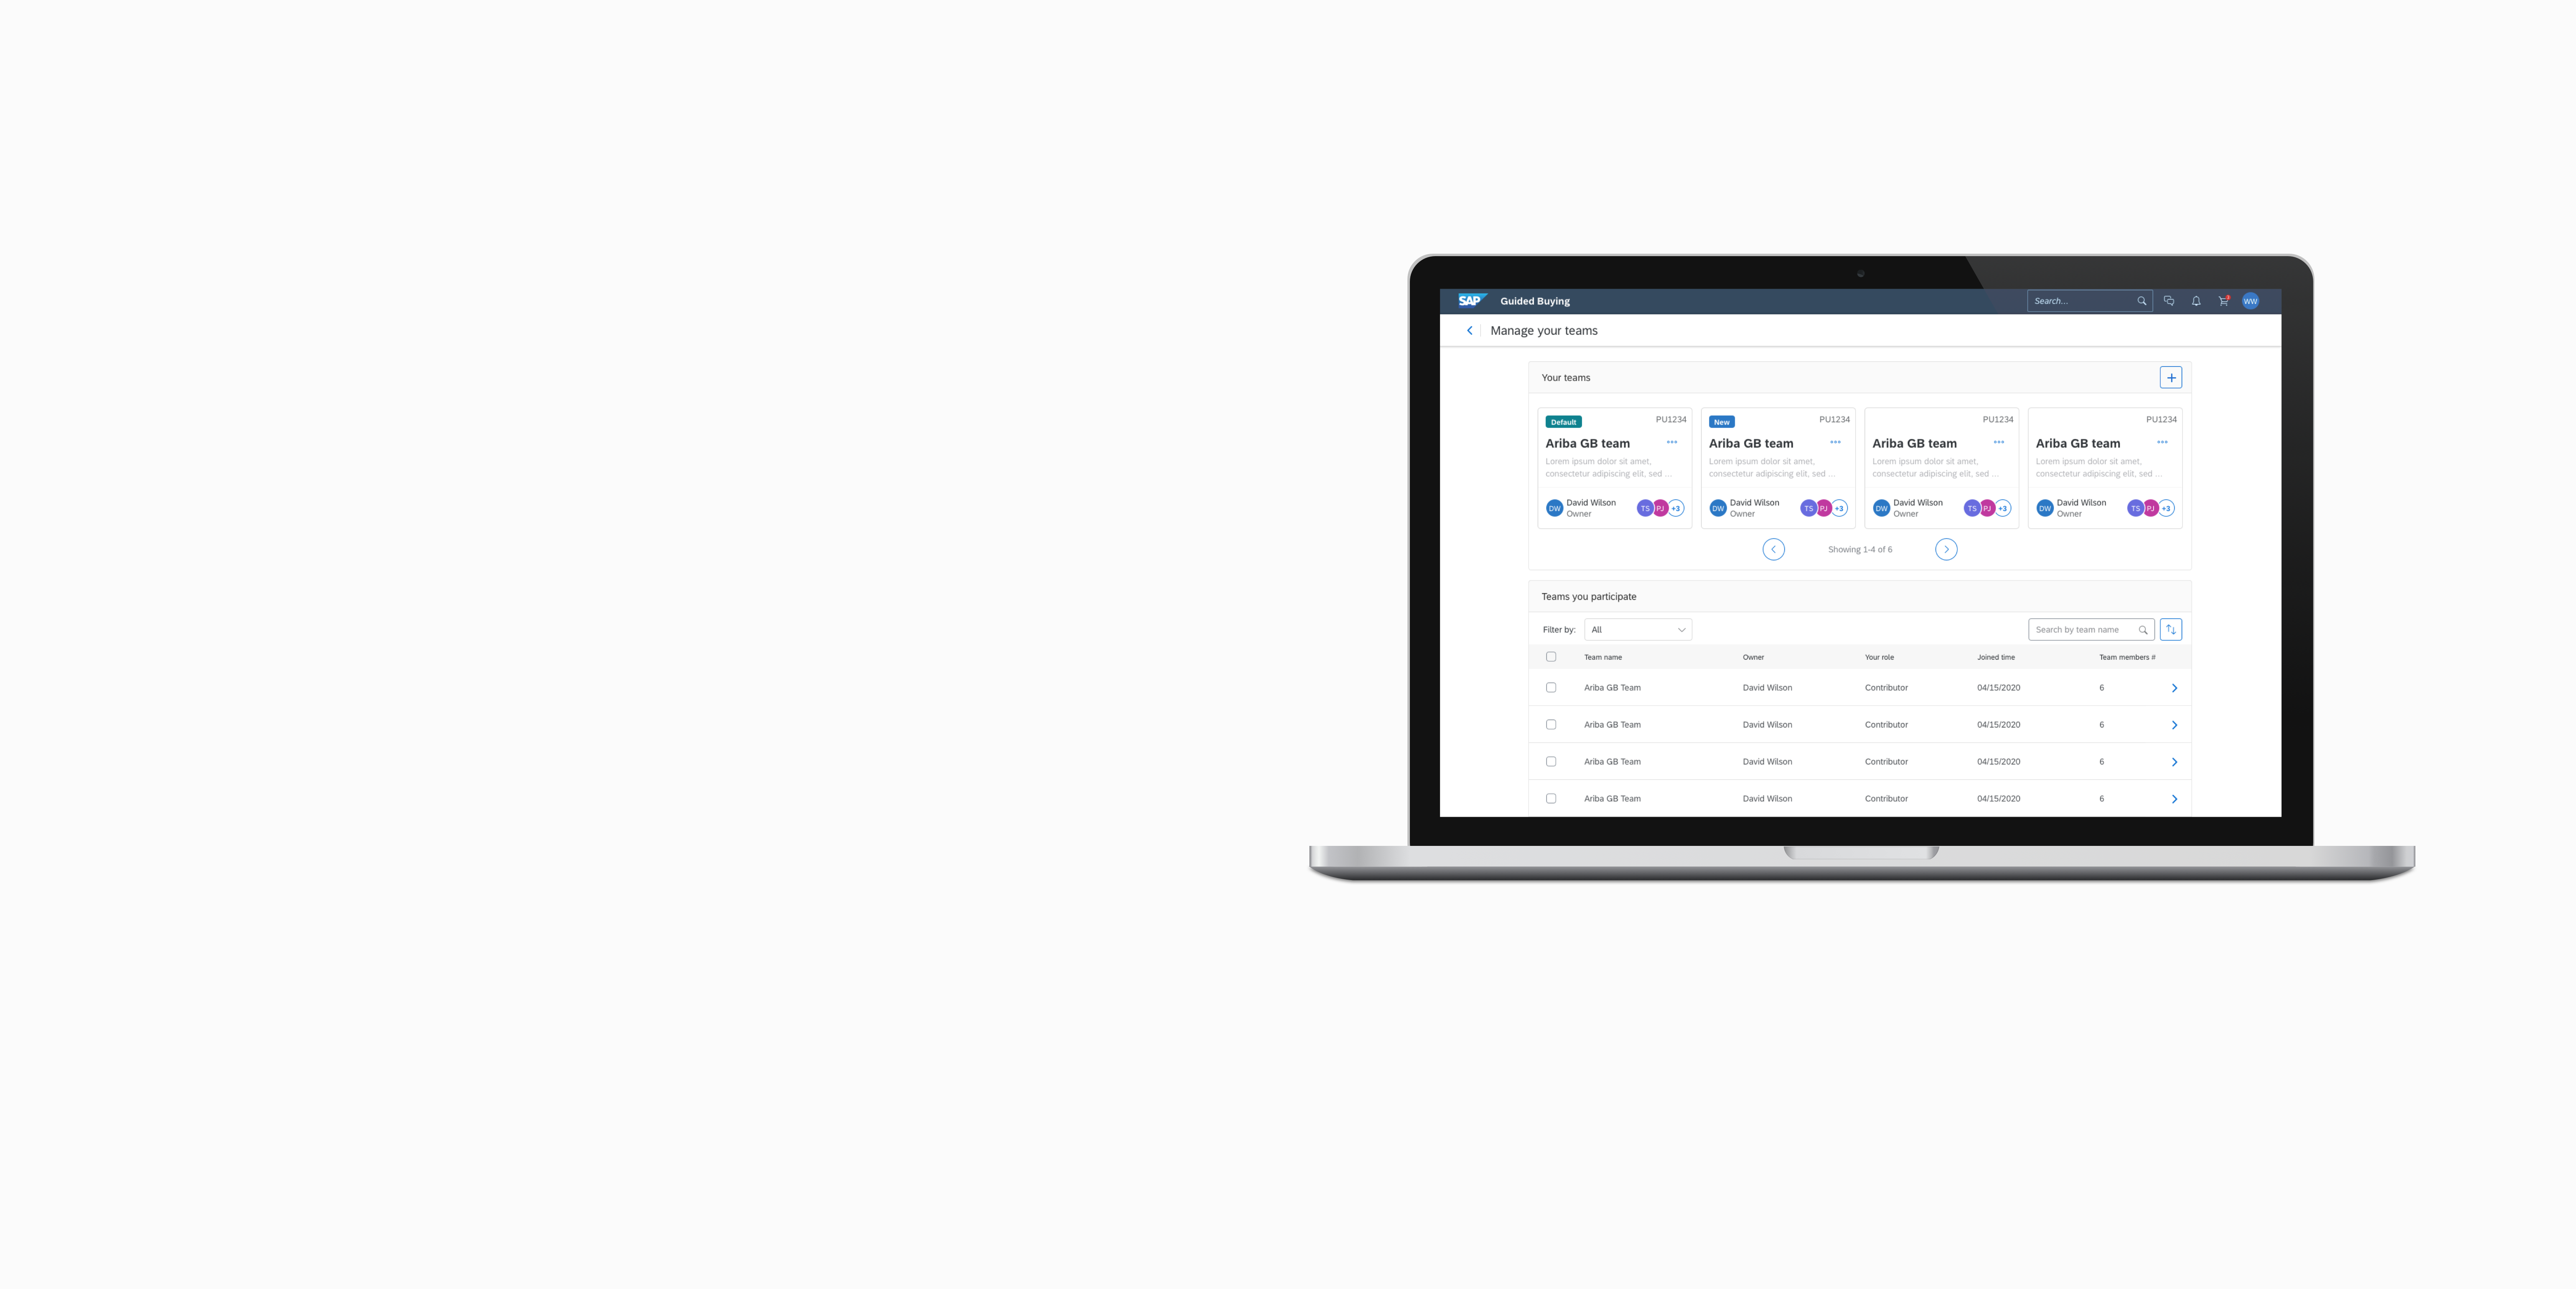 SAP Guided Buying Search... WW
Manage your teams
Your teams
Default PU1234
Ariba GB team
Lorem ipsum dolor sit amet,
consectetur adipiscing elit, sed ...
DW David Wilson TS PJ +3
Owner
New PU1234
Ariba GB team
Lorem ipsum dolor sit amet,
consectetur adipiscing elit, sed ...
DW David Wilson TS PJ +3
Owner
PU1234
Ariba GB team
Lorem ipsum dolor sit amet,
consectetur adipiscing elit, sed ...
DW David Wilson TS PJ +3
Owner
PU1234
Ariba GB team
Lorem ipsum dolor sit amet,
consectetur adipiscing elit, sed ...
DW David Wilson TS PJ +3
Owner
Showing 1-4 of 6
Teams you participate
Filter by: All Search by team name
Team name Owner Your role Joined time Team members #
Ariba GB Team David Wilson Contributor 04/15/2020 6
Ariba GB Team David Wilson Contributor 04/15/2020 6
Ariba GB Team David Wilson Contributor 04/15/2020 6
Ariba GB Team David Wilson Contributor 04/15/2020 6